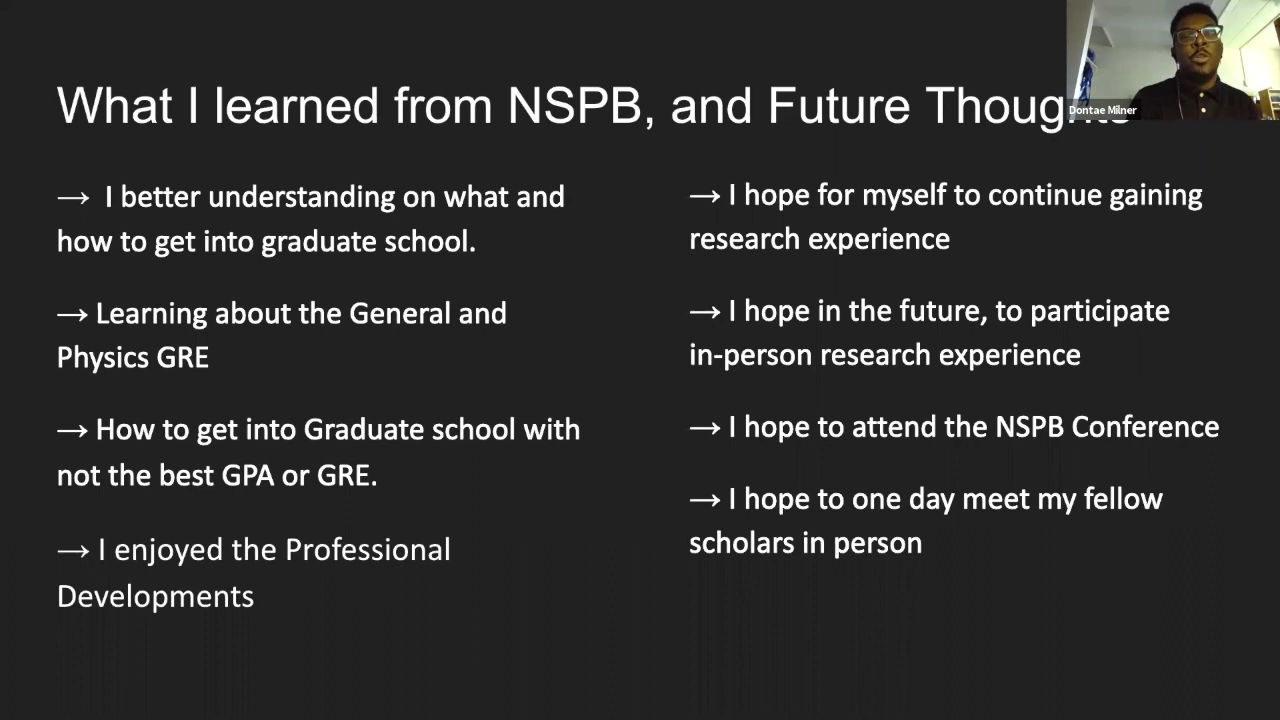 What I learned from NSPB, and Future Thoughts
Dontae Milner
→ I better understanding on what and
how to get into graduate school.
→ Learning about the General and
Physics GRE
→ How to get into Graduate school with
not the best GPA or GRE.
→ I enjoyed the Professional
Developments
→ I hope for myself to continue gaining
research experience
→ I hope in the future, to participate
in-person research experience
→ I hope to attend the NSPB Conference
→ I hope to one day meet my fellow
scholars in person